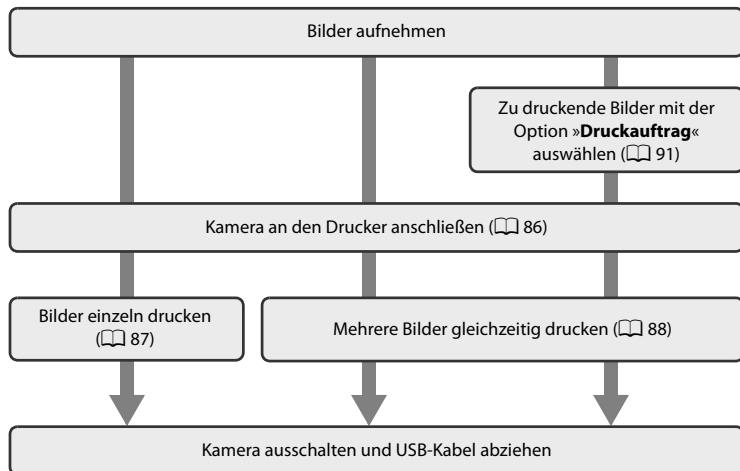 Bilder aufnehmen
Zu druckende Bilder mit der
Option »Druckauftrag«
auswählen (📖 91)
Kamera an den Drucker anschließen (📖 86)
Bilder einzeln drucken
(📖 87)
Mehrere Bilder gleichzeitig drucken (📖 88)
Kamera ausschalten und USB-Kabel abziehen